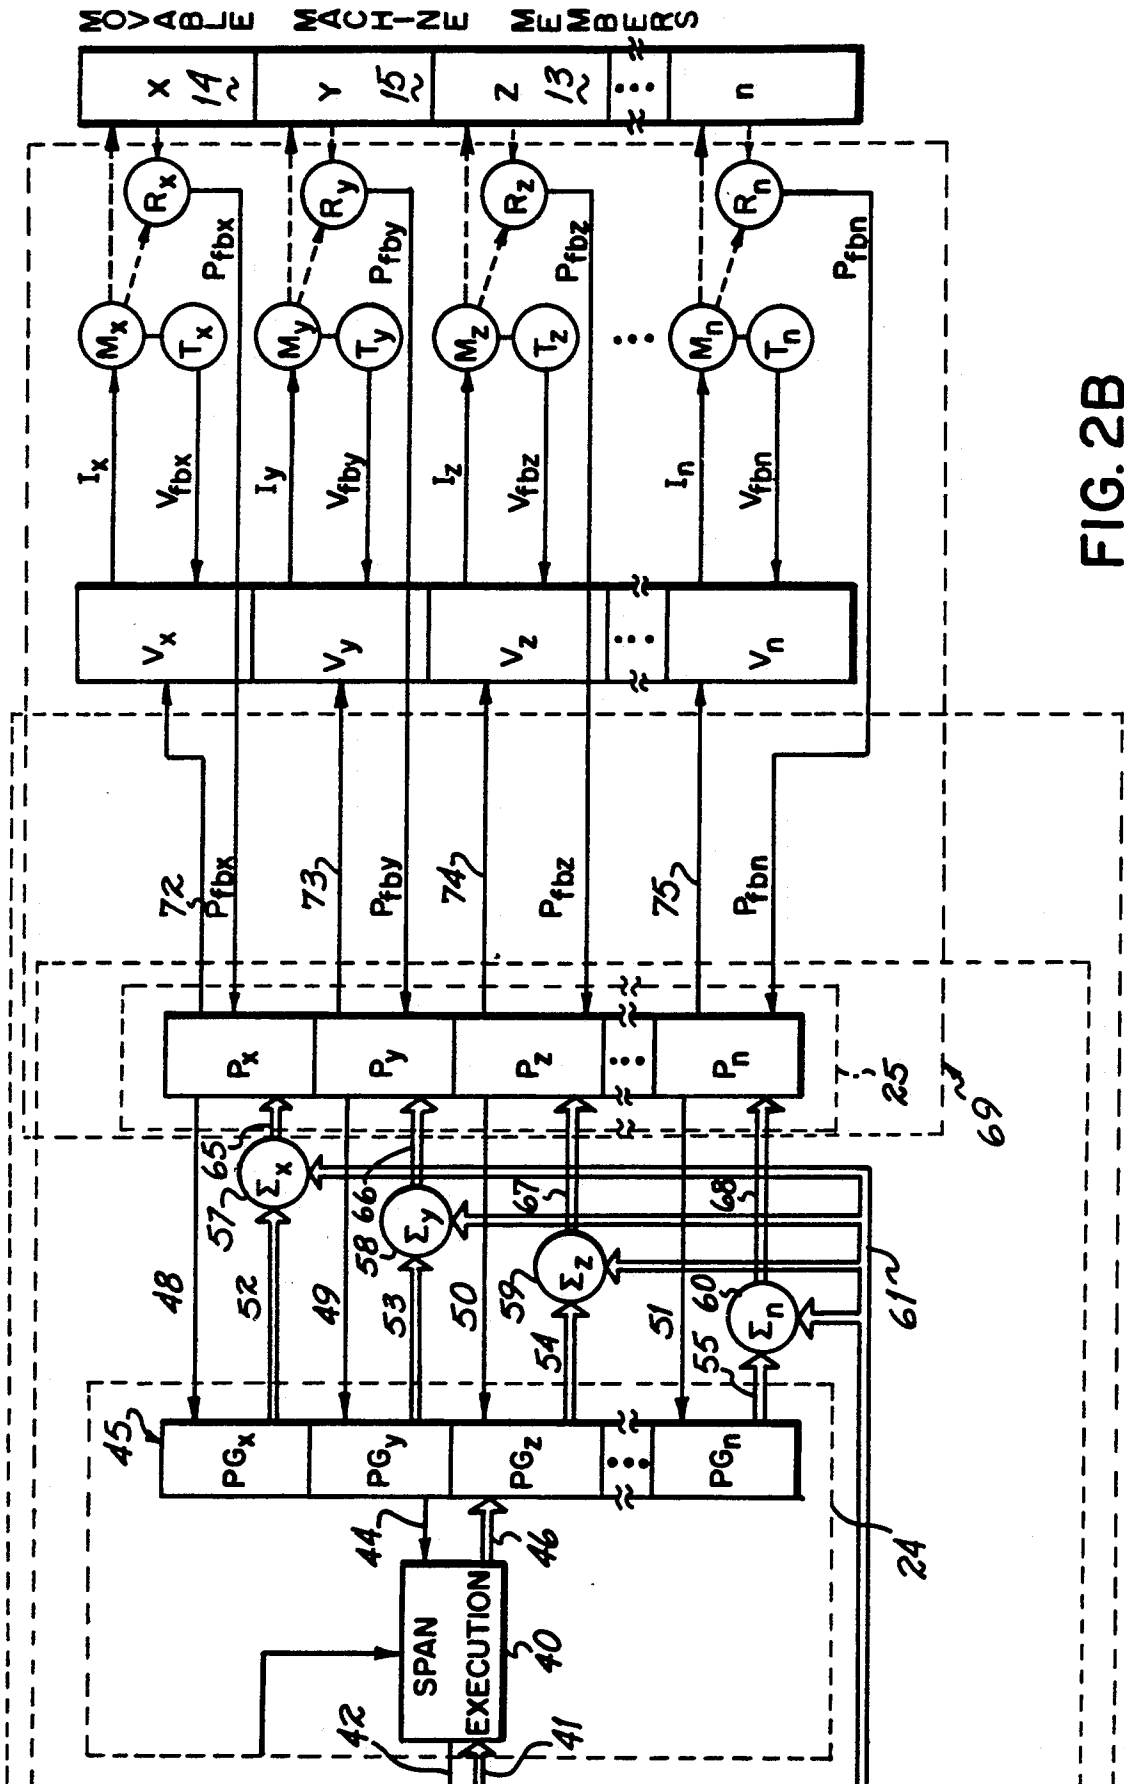 MOVABLE MACHINE MEMBERS
X
14
Y
15
Z
13
...
n
Rx
Ry
Rz
Rn
Pfbx
Pfby
Pfbz
Pfbn
Mx
Tx
My
Ty
Mz
Tz
...
Mn
Tn
Ix
Vfbx
Iy
Vfby
Iz
Vfbz
In
Vfbn
Vx
Vy
Vz
...
Vn
72
Pfbx
73
Pfby
74
Pfbz
75
Pfbn
Px
Py
Pz
...
Pn
25
69
65
57
Σx
66
58
Σy
67
59
Σz
68
60
Σn
61
48
52
49
53
50
54
51
55
45
PGx
PGy
PGz
...
PGn
24
44
46
SPAN
EXECUTION
40
42
41
FIG. 2B